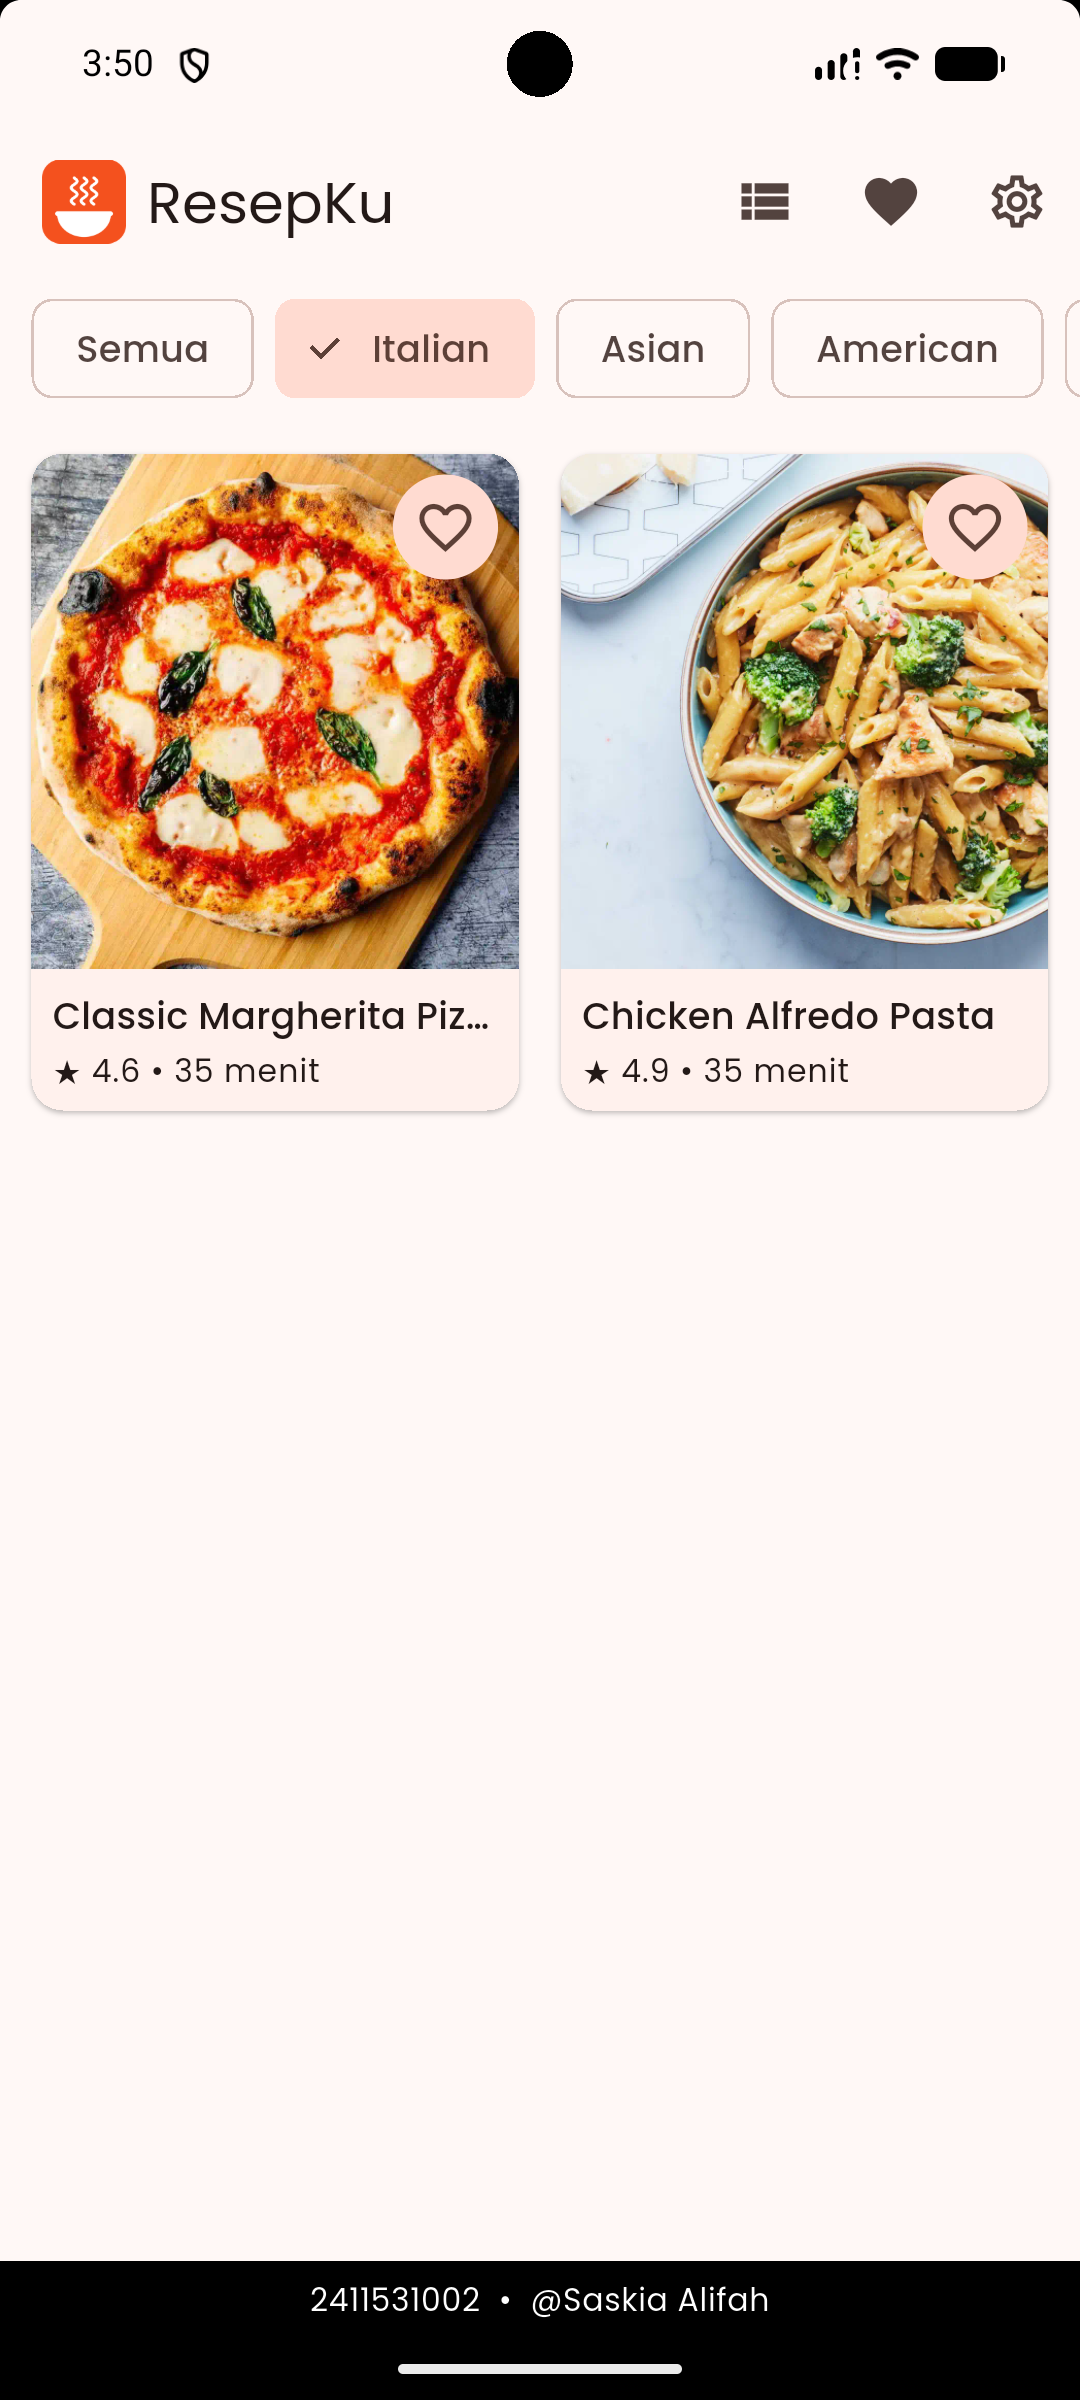 3:50
ResepKu
Semua
Italian
Asian
American
Classic Margherita Piz...
★ 4.6 • 35 menit
Chicken Alfredo Pasta
★ 4.9 • 35 menit
2411531002 • @Saskia Alifah